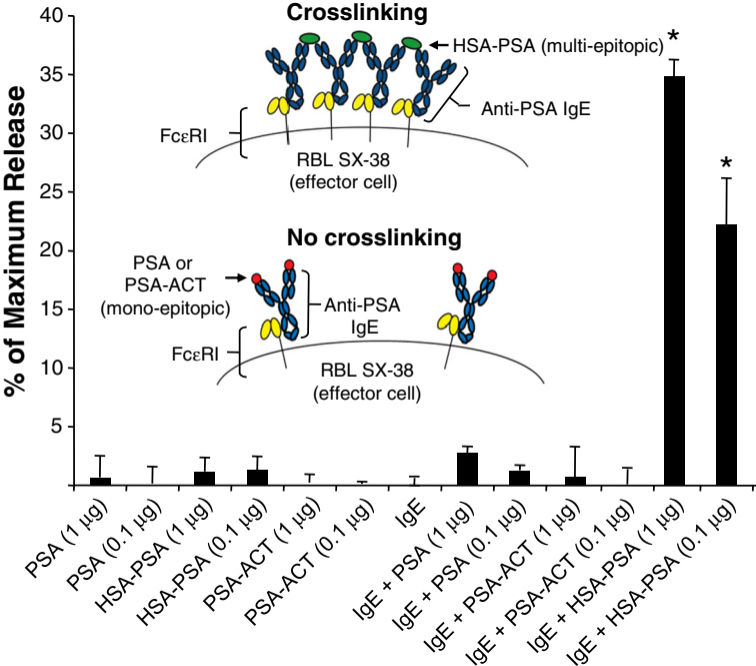 Crosslinking
HSA-PSA (multi-epitopic)
*
Anti-PSA IgE
FcεRI
RBL SX-38
(effector cell)
*
No crosslinking
PSA or
PSA-ACT
(mono-epitopic)
Anti-PSA
IgE
FcεRI
RBL SX-38
(effector cell)
% of Maximum Release
40
35
30
25
20
15
10
5
PSA (1 µg)
PSA (0.1 µg)
HSA-PSA (1 µg)
HSA-PSA (0.1 µg)
PSA-ACT (1 µg)
PSA-ACT (0.1 µg)
IgE
IgE + PSA (1 µg)
IgE + PSA (0.1 µg)
IgE + PSA-ACT (1 µg)
IgE + PSA-ACT (0.1 µg)
IgE + HSA-PSA (1 µg)
IgE + HSA-PSA (0.1 µg)